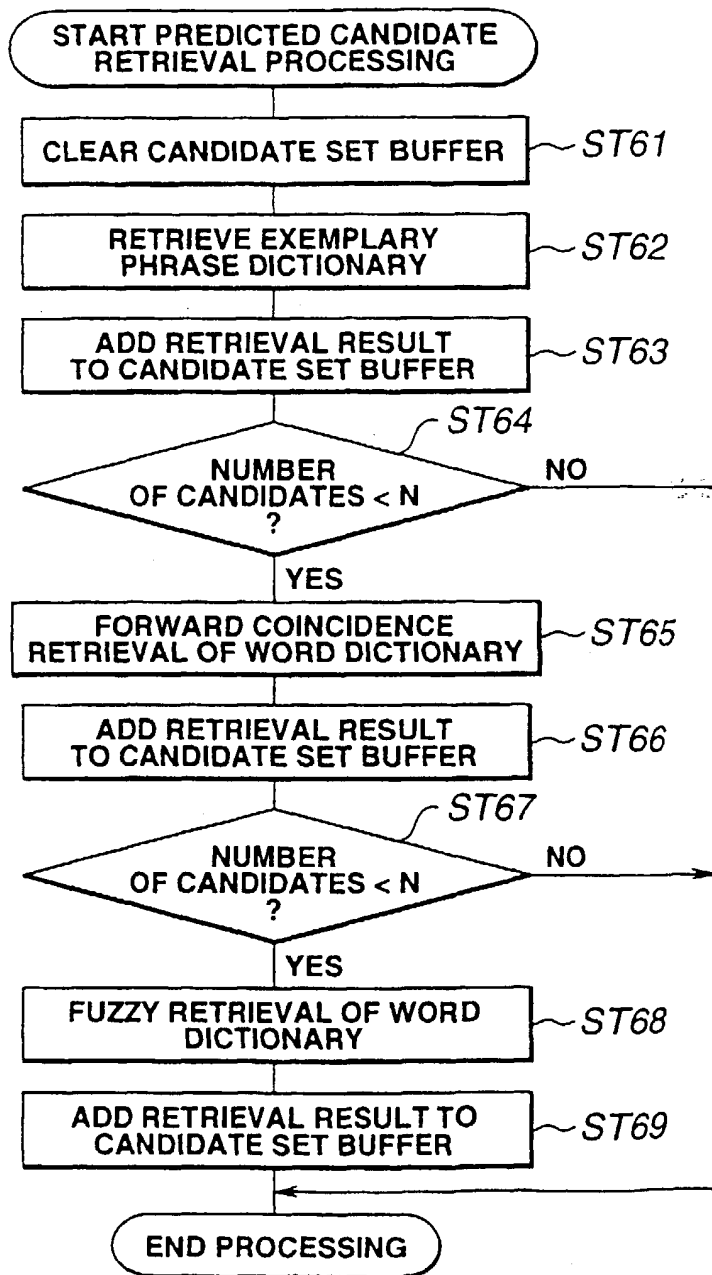 START PREDICTED CANDIDATE
RETRIEVAL PROCESSING
CLEAR CANDIDATE SET BUFFER
ST61
RETRIEVE EXEMPLARY
PHRASE DICTIONARY
ST62
ADD RETRIEVAL RESULT
TO CANDIDATE SET BUFFER
ST63
ST64
NUMBER
OF CANDIDATES < N
?
NO
YES
FORWARD COINCIDENCE
RETRIEVAL OF WORD DICTIONARY
ST65
ADD RETRIEVAL RESULT
TO CANDIDATE SET BUFFER
ST66
ST67
NUMBER
OF CANDIDATES < N
?
NO
YES
FUZZY RETRIEVAL OF WORD
DICTIONARY
ST68
ADD RETRIEVAL RESULT TO
CANDIDATE SET BUFFER
ST69
END PROCESSING